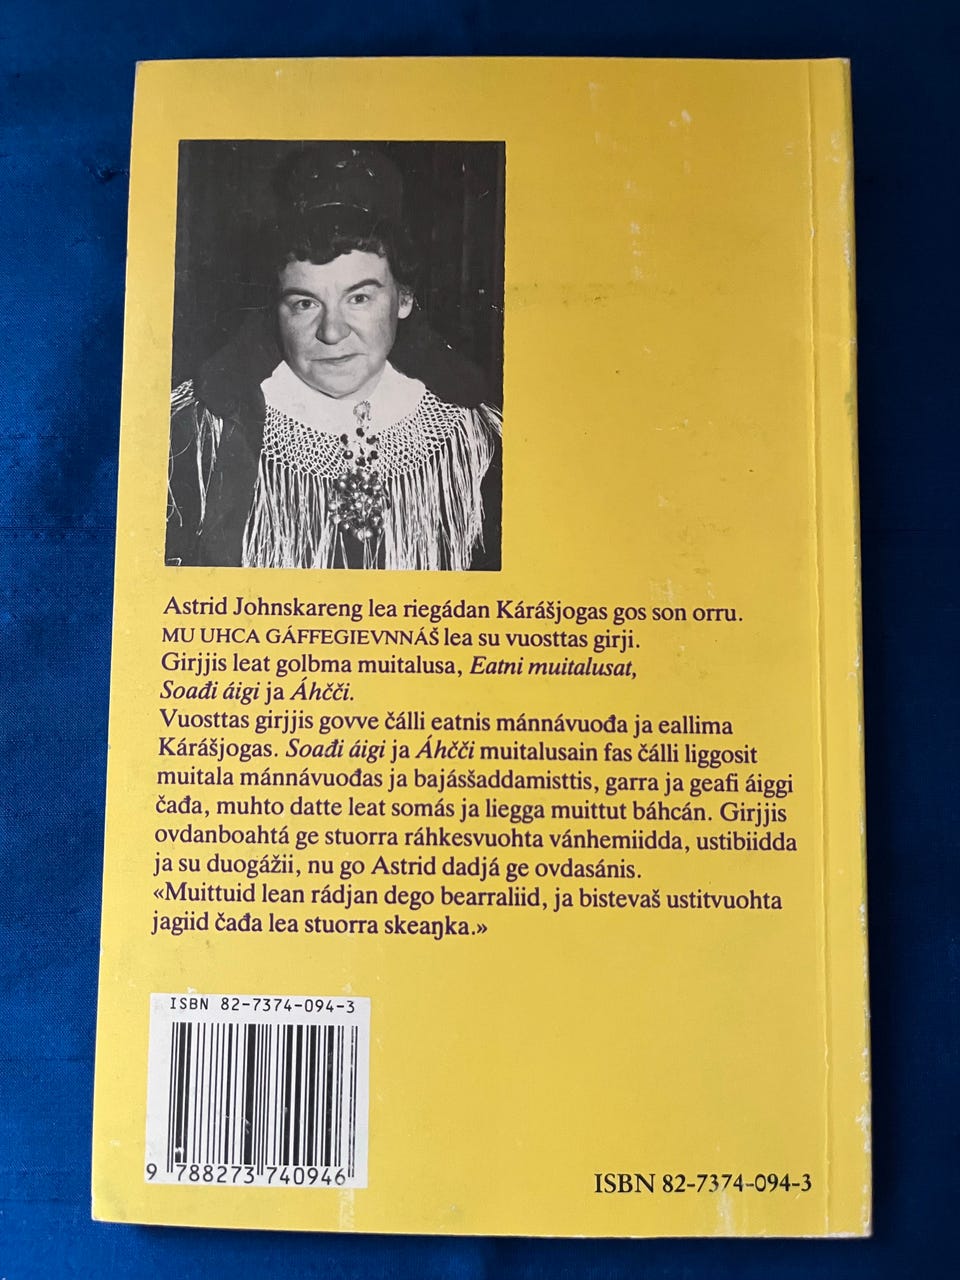 Astrid Johnskareng lea riegádan Kárášjogas gos son orru.
MU UHCA GÁFFEGIEVNNÁŠ lea su vuosttas girji.
Girjjis leat golbma muitalusa, Eatni muitalusat,
Soađi áigi ja Áhčči.
Vuosttas girjjis govve čálli eatnis mánnávuođa ja eallima
Kárášjogas. Soađi áigi ja Áhčči muitalusain fas čálli liggosit
muitala mánnávuođas ja bajásšaddamisttis, garra ja geafi áiggi
čađa, muhto datte leat somás ja liegga muittut báhcán. Girjjis
ovdanboahtá ge stuorra ráhkesvuohta vánhemiidda, ustibiidda
ja su duogážii, nu go Astrid dadjá ge ovdasánis.
«Muittuid lean rádjan dego bearraliid, ja bistevaš ustitvuohta
jagiid čađa lea stuorra skeaŋka.»
ISBN 82-7374-094-3
9 788273 740946
ISBN 82-7374-094-3